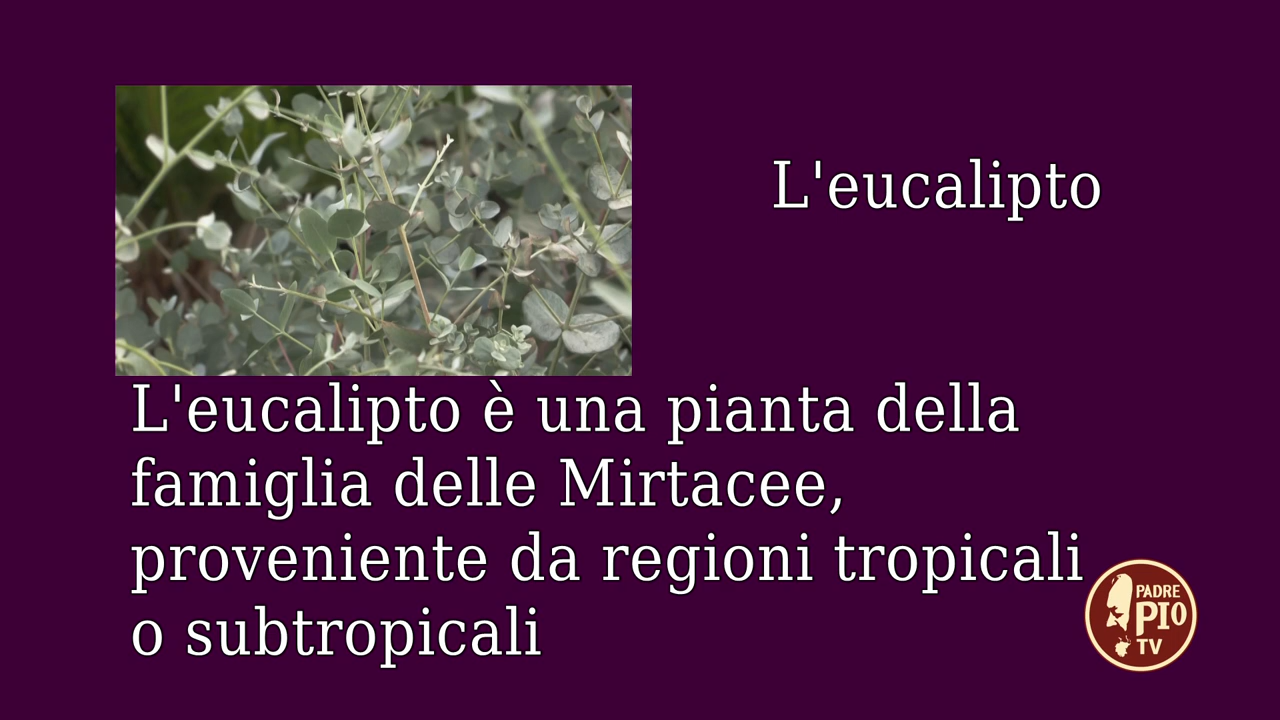 L'eucalipto
L'eucalipto è una pianta della
famiglia delle Mirtacee,
proveniente da regioni tropicali
o subtropicali
PADRE
PIO
TV